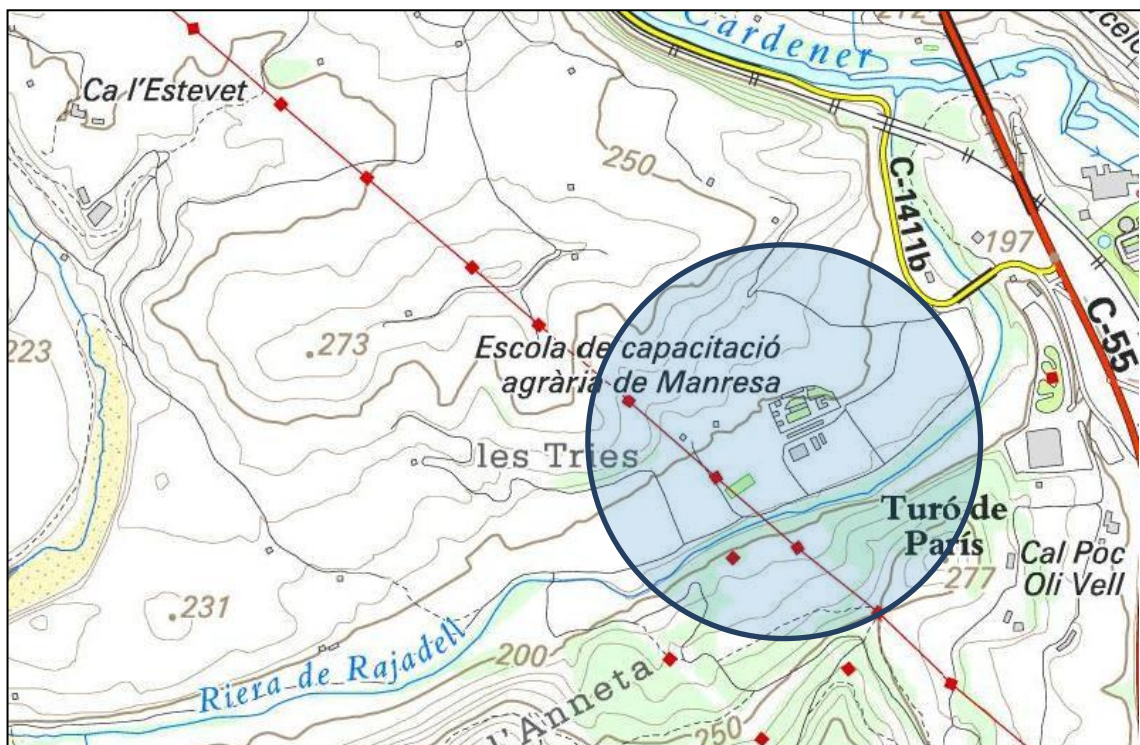 Cardener
212
Ca l'Estevet
250
C-1411b
197
C-55
223
273
Escola de capacitació
agrària de Manresa
les Tries
Turó de
París
277
Cal Poc
Oli Vell
231
200
Riera de Rajadell
l'Anneta
250